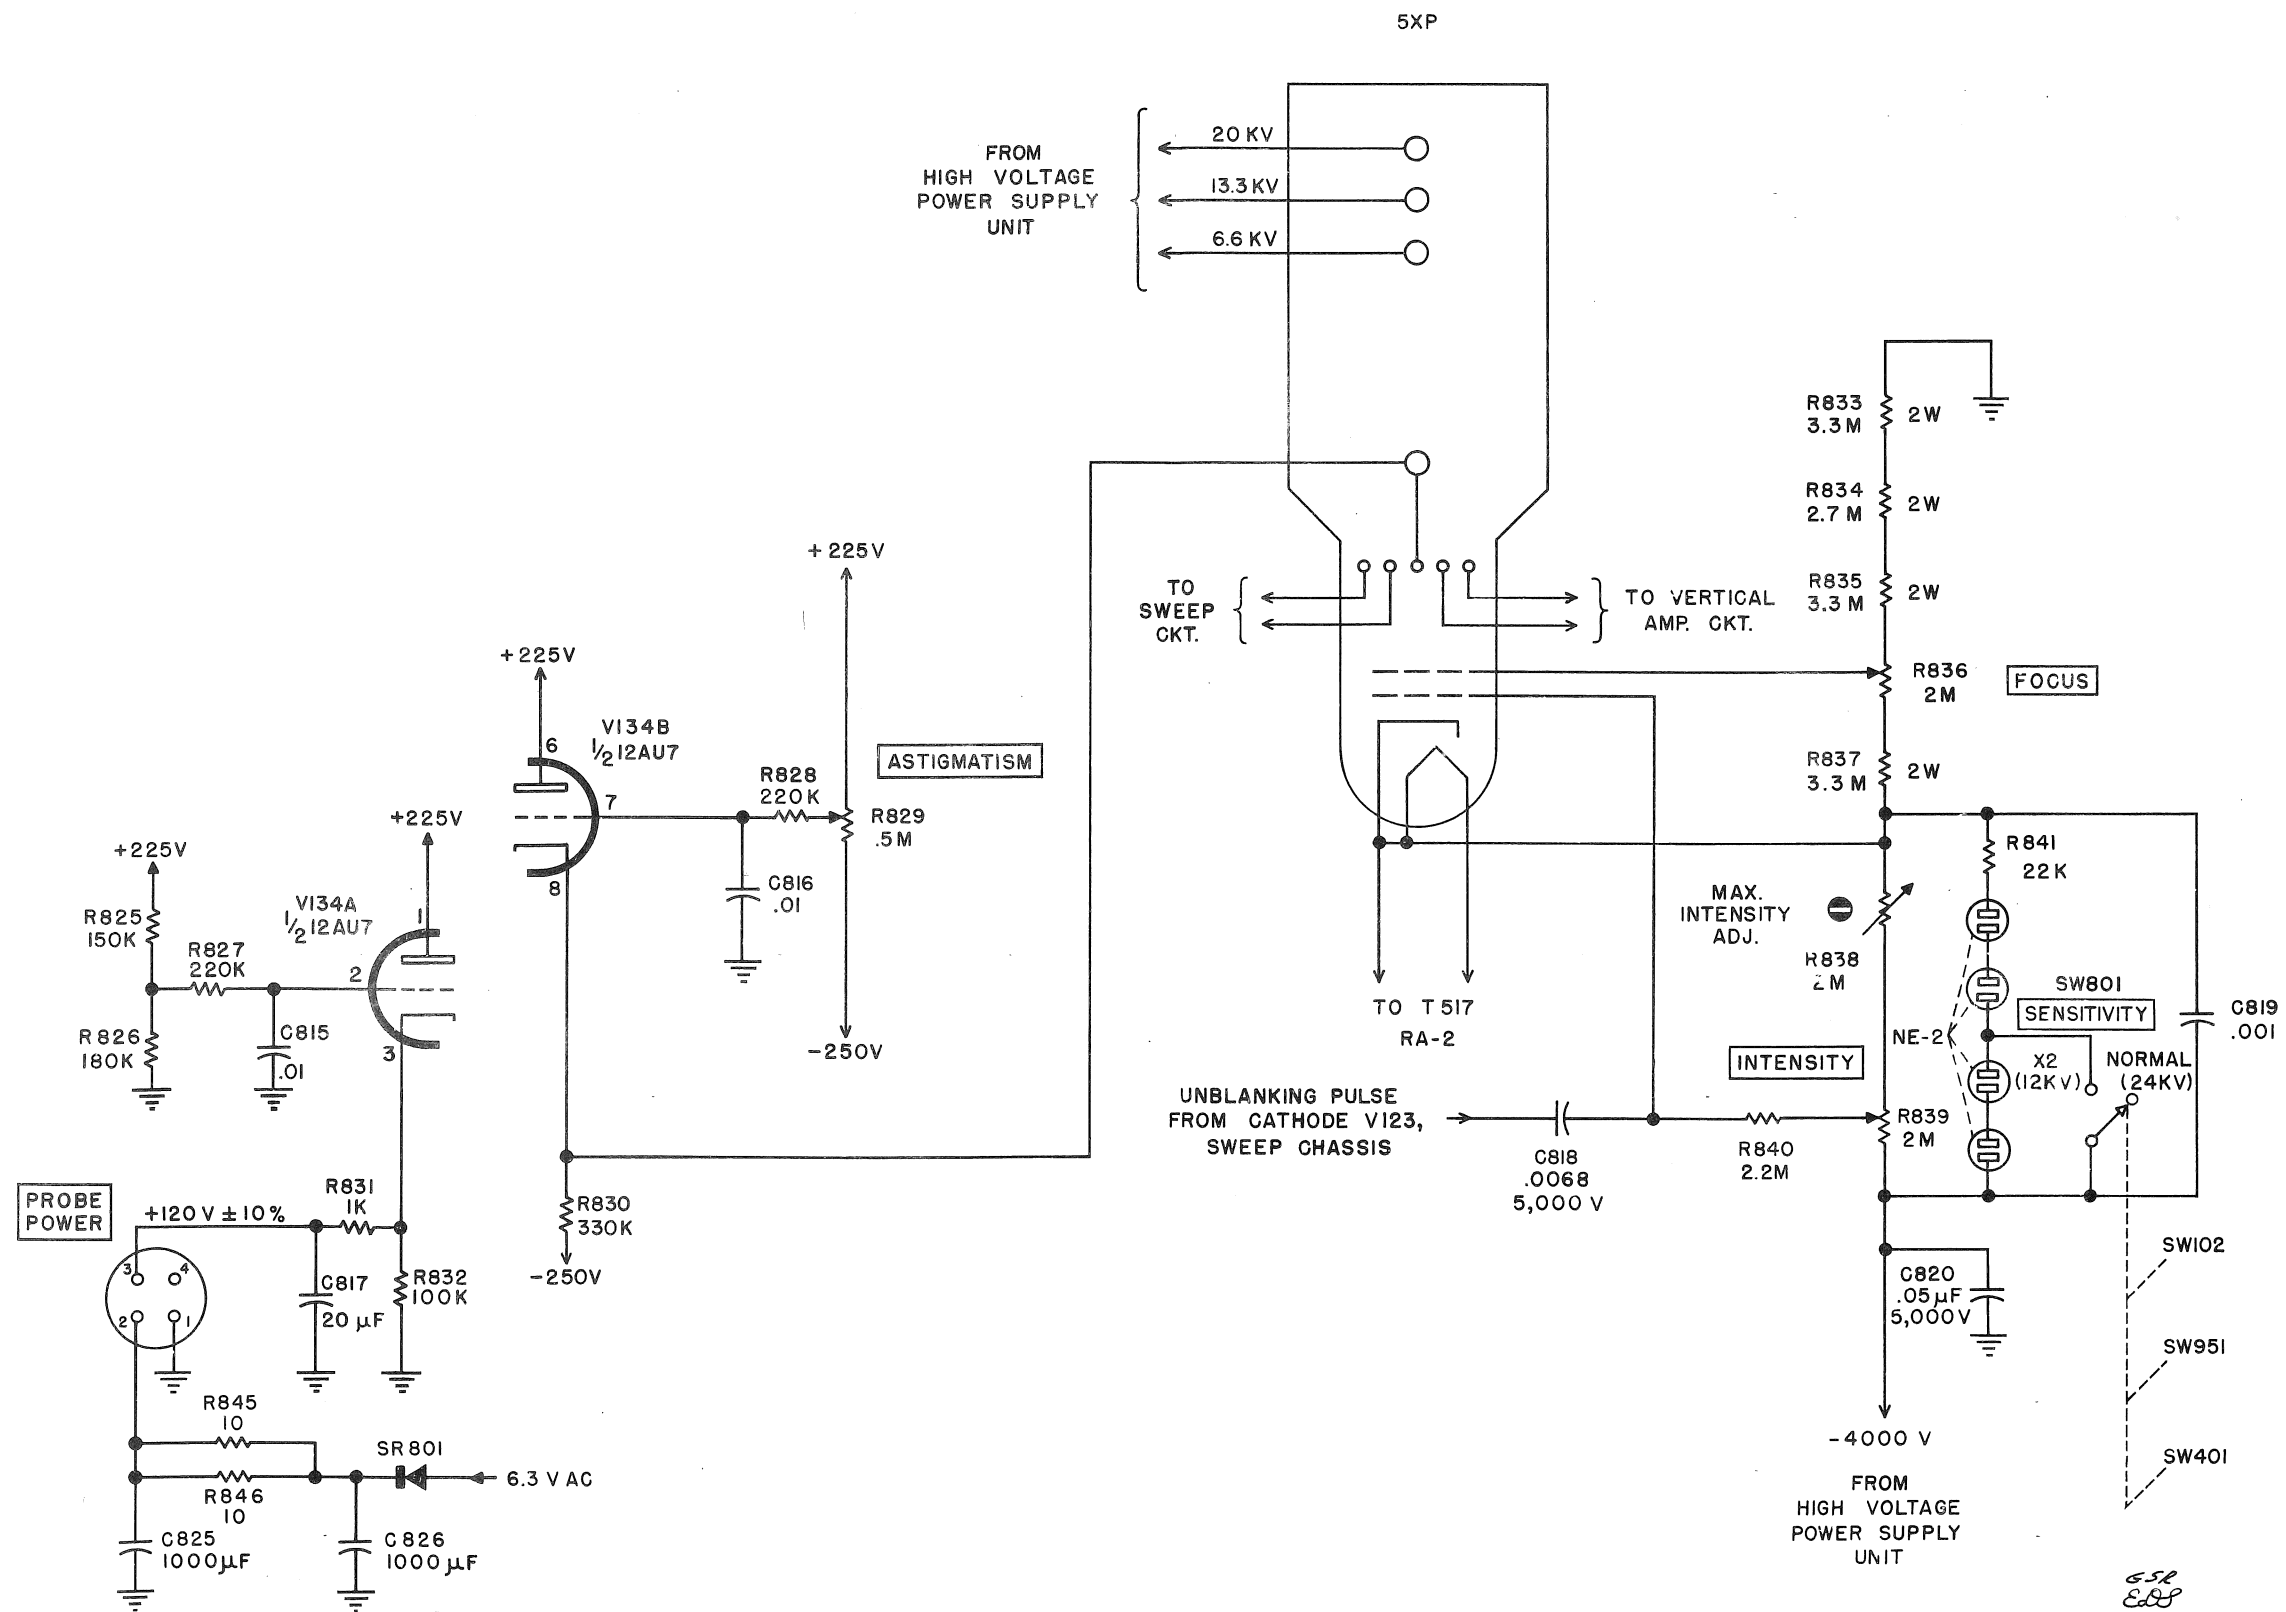 5XP
20 KV
13.3 KV
6.6 KV
FROM
HIGH VOLTAGE
POWER SUPPLY
UNIT
R833
3.3 M
2W
R834
2.7 M
2W
R835
3.3 M
2W
R836
2M
FOCUS
R837
3.3 M
2W
TO
SWEEP
CKT.
TO VERTICAL
AMP. CKT.
+225V
+225V
V134B
1/2 12AU7
6
7
8
R828
220K
ASTIGMATISM
R829
.5M
C816
.01
-250V
+225V
+225V
V134A
1/2 12AU7
1
2
3
R825
150K
R827
220K
R826
180K
C815
.01
R841
22K
MAX.
INTENSITY
ADJ.
R838
2M
TO T517
RA-2
NE-2
SW801
SENSITIVITY
X2
(12KV)
NORMAL
(24KV)
C819
.001
INTENSITY
UNBLANKING PULSE
FROM CATHODE V123,
SWEEP CHASSIS
C818
.0068
5,000 V
R840
2.2M
R839
2M
PROBE
POWER
+120V ±10%
R831
1K
R830
330K
-250V
3
4
2
1
C817
20 µF
R832
100K
C820
.05µF
5,000V
SW102
SW951
SW401
R845
10
SR801
6.3 V AC
R846
10
C825
1000µF
C826
1000µF
-4000 V
FROM
HIGH VOLTAGE
POWER SUPPLY
UNIT
GSR
EDS